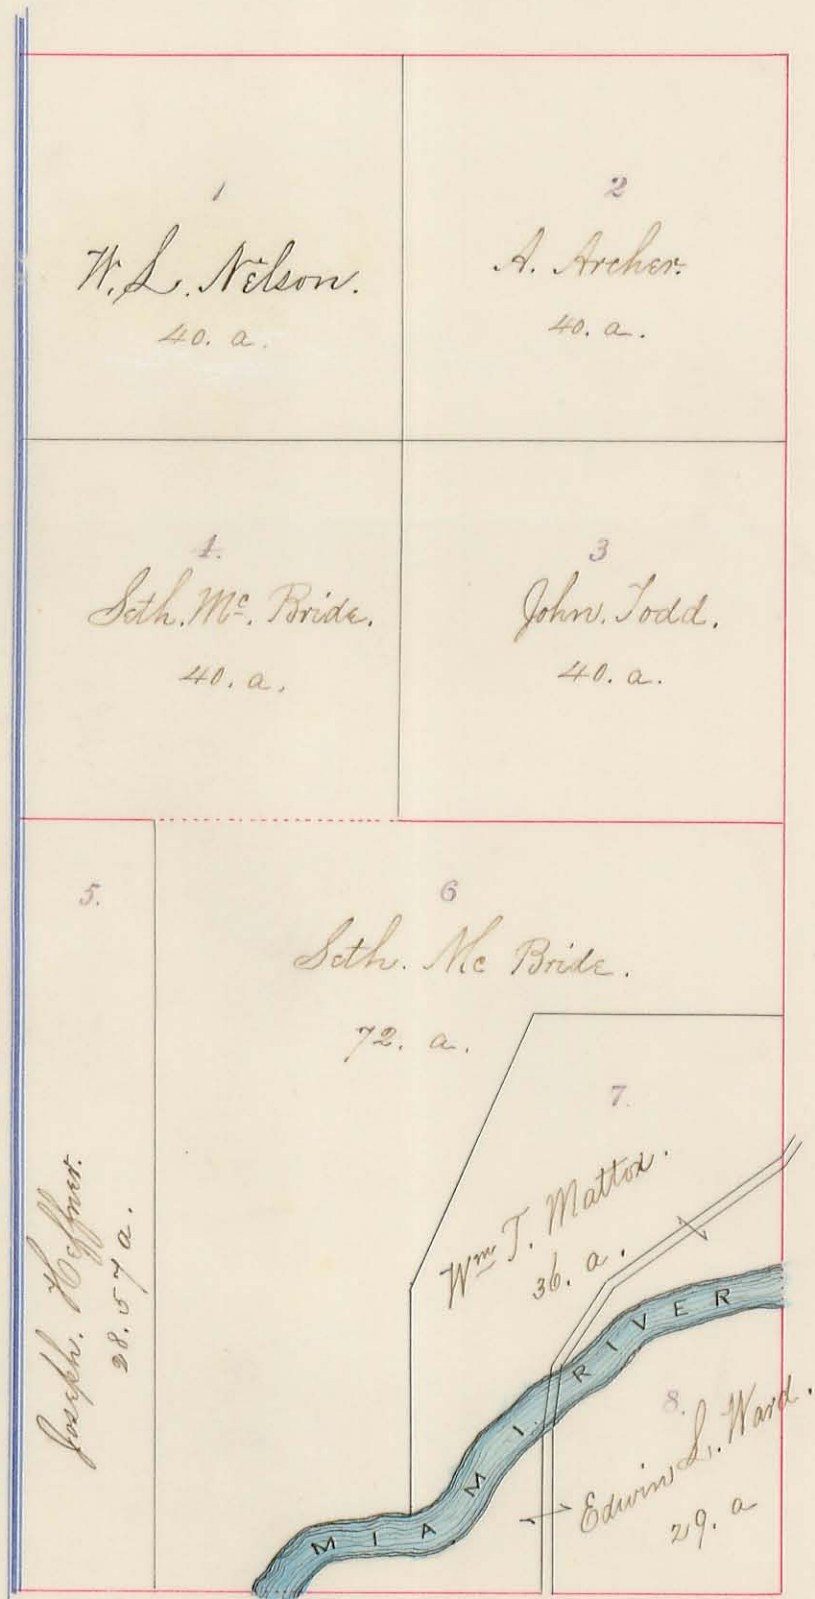 1
W. L. Nelson.
40. a.
2
A. Archer.
40. a.
4.
Seth. Mc. Bride.
40. a.
3
John. Todd.
40. a.
5.
Joseph. Heffner.
28.57 a.
6
Seth. Mc Bride.
72. a.
7.
Wm T. Mattox.
36. a.
MIAMI RIVER
8.
Edwin L. Ward.
29. a